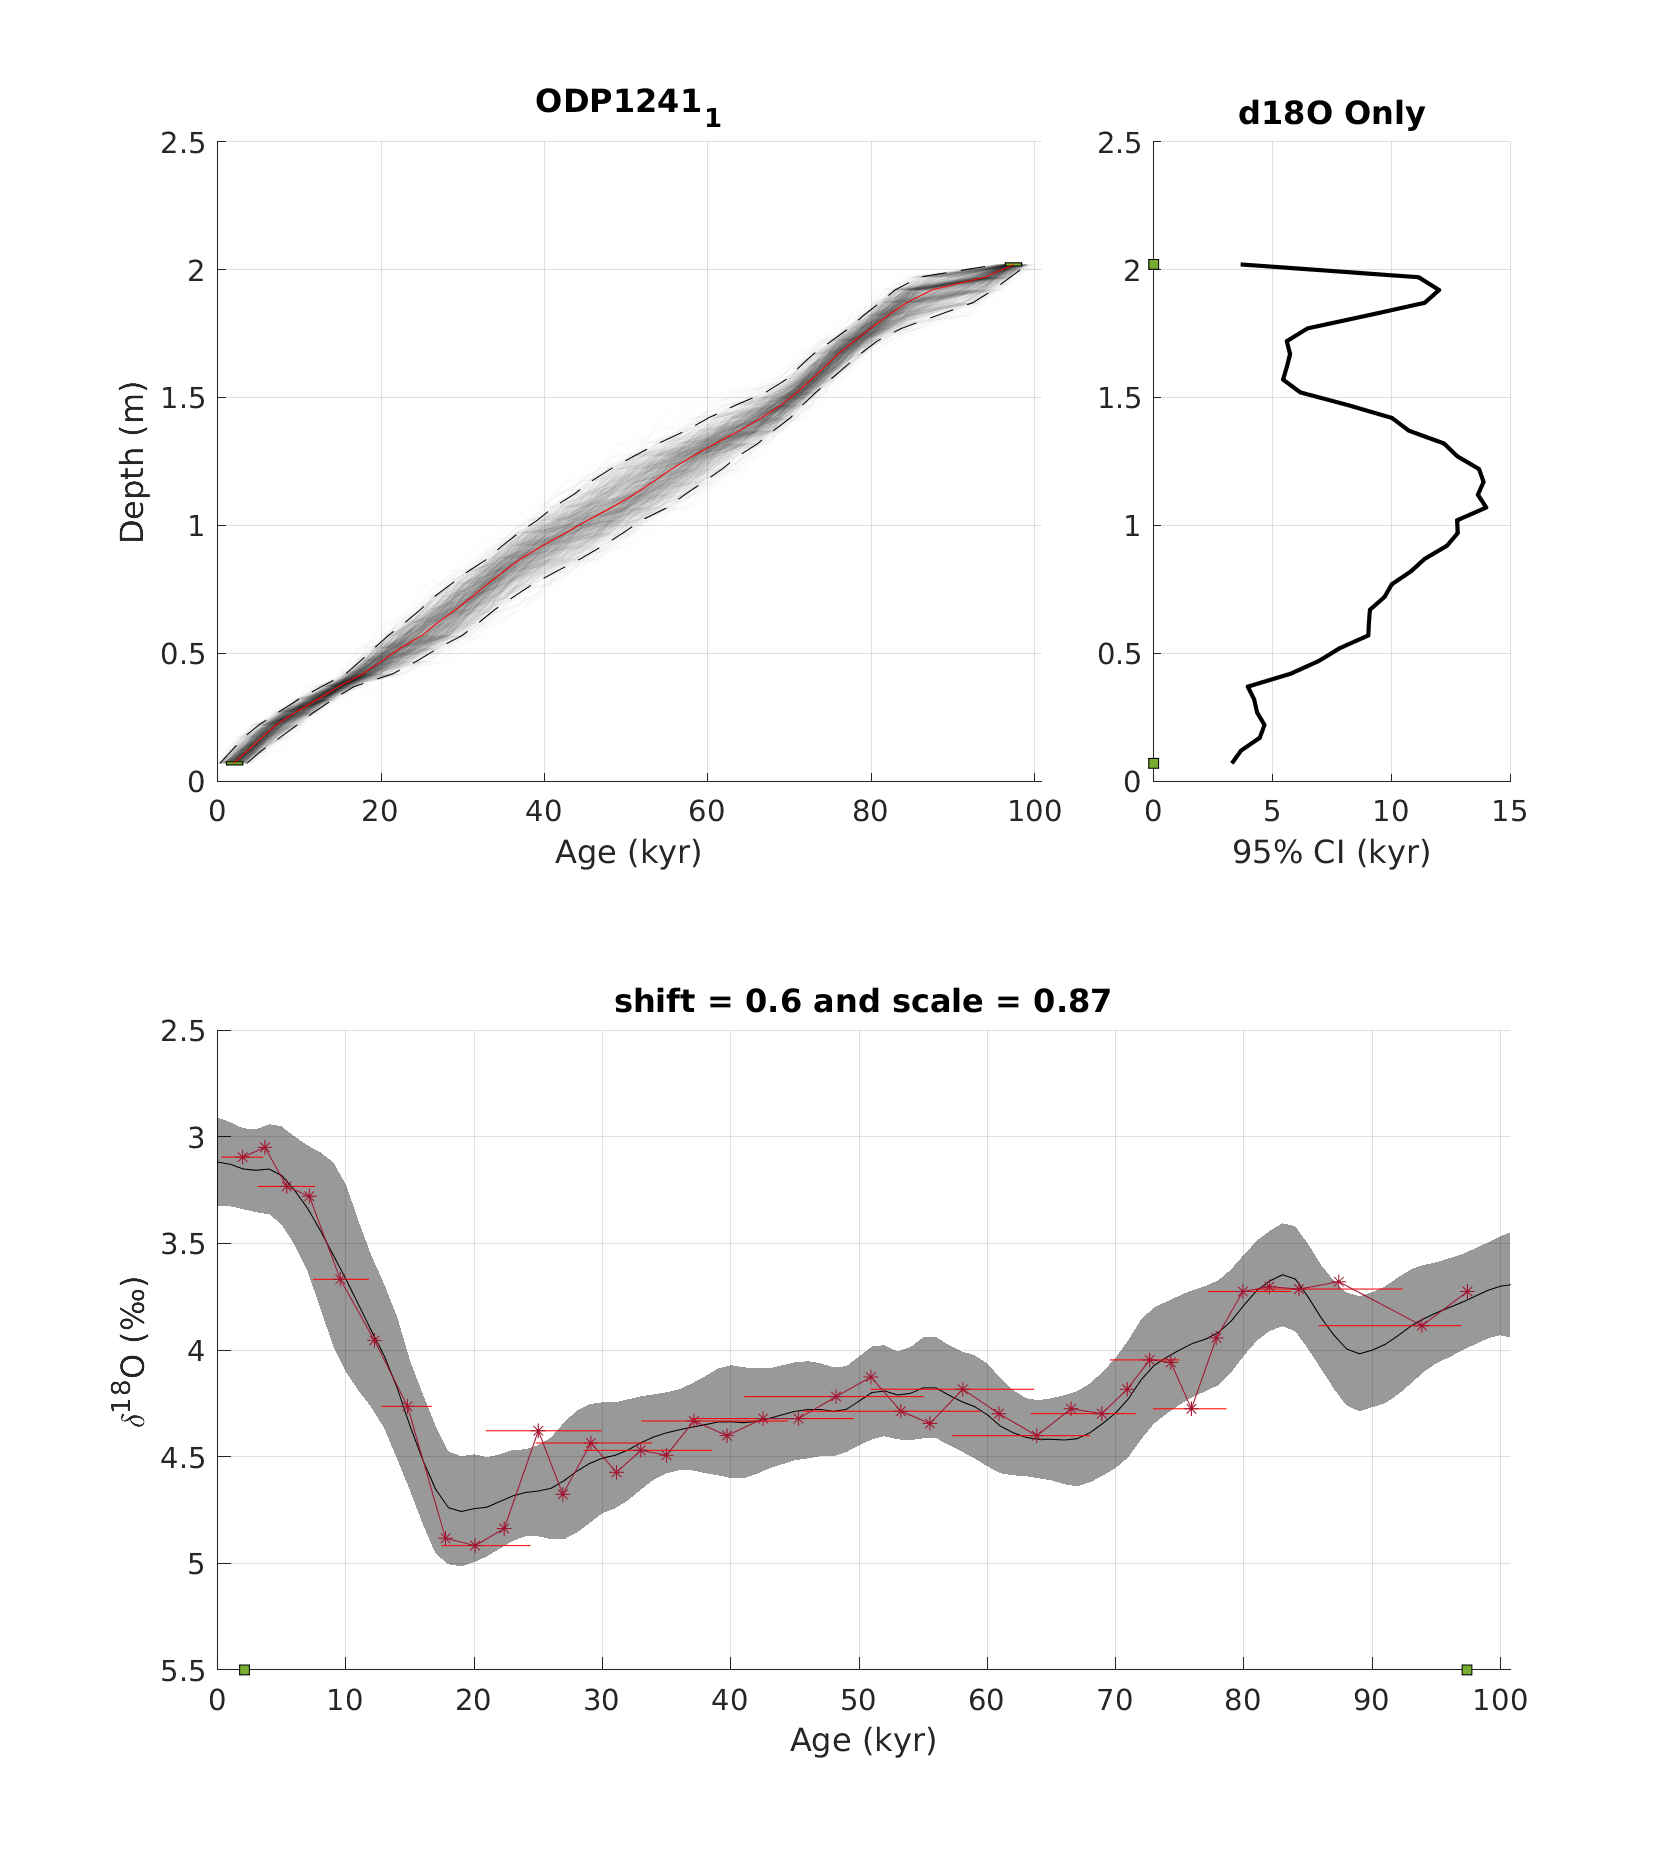 ODP1241₁
2.5
2
1.5
1
0.5
0
Depth (m)
0 20 40 60 80 100
Age (kyr)
d18O Only
2.5
2
1.5
1
0.5
0
0 5 10 15
95% CI (kyr)
shift = 0.6 and scale = 0.87
2.5
3
3.5
4
4.5
5
5.5
δ¹⁸O (‰)
0 10 20 30 40 50 60 70 80 90 100
Age (kyr)